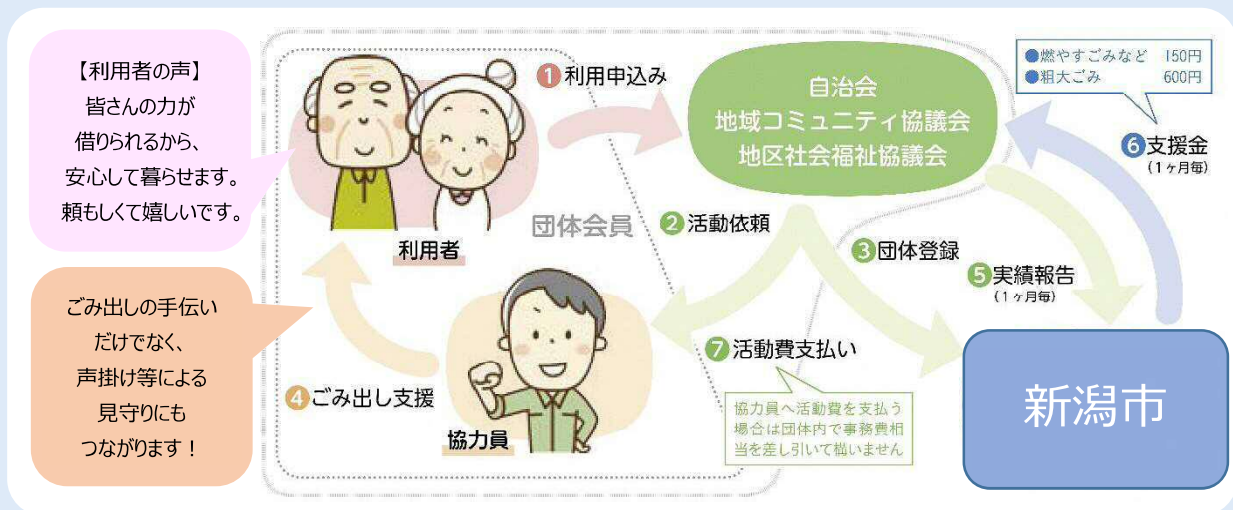 【利用者の声】
皆さんの力が
借りられるから、
安心して暮らせます。
頼もしくて嬉しいです。
ごみ出しの手伝い
だけでなく、
声掛け等による
見守りにも
つながります！
❶利用申込み
自治会
地域コミュニティ協議会
地区社会福祉協議会
●燃やすごみなど 150円
●粗大ごみ 600円
❻支援金
(1ヶ月毎)
団体会員
利用者
❷活動依頼
❸団体登録
❺実績報告
(1ヶ月毎)
❹ごみ出し支援
協力員
❼活動費支払い
協力員へ活動費を支払う
場合は団体内で事務費相
当を差し引いて構いません
新潟市